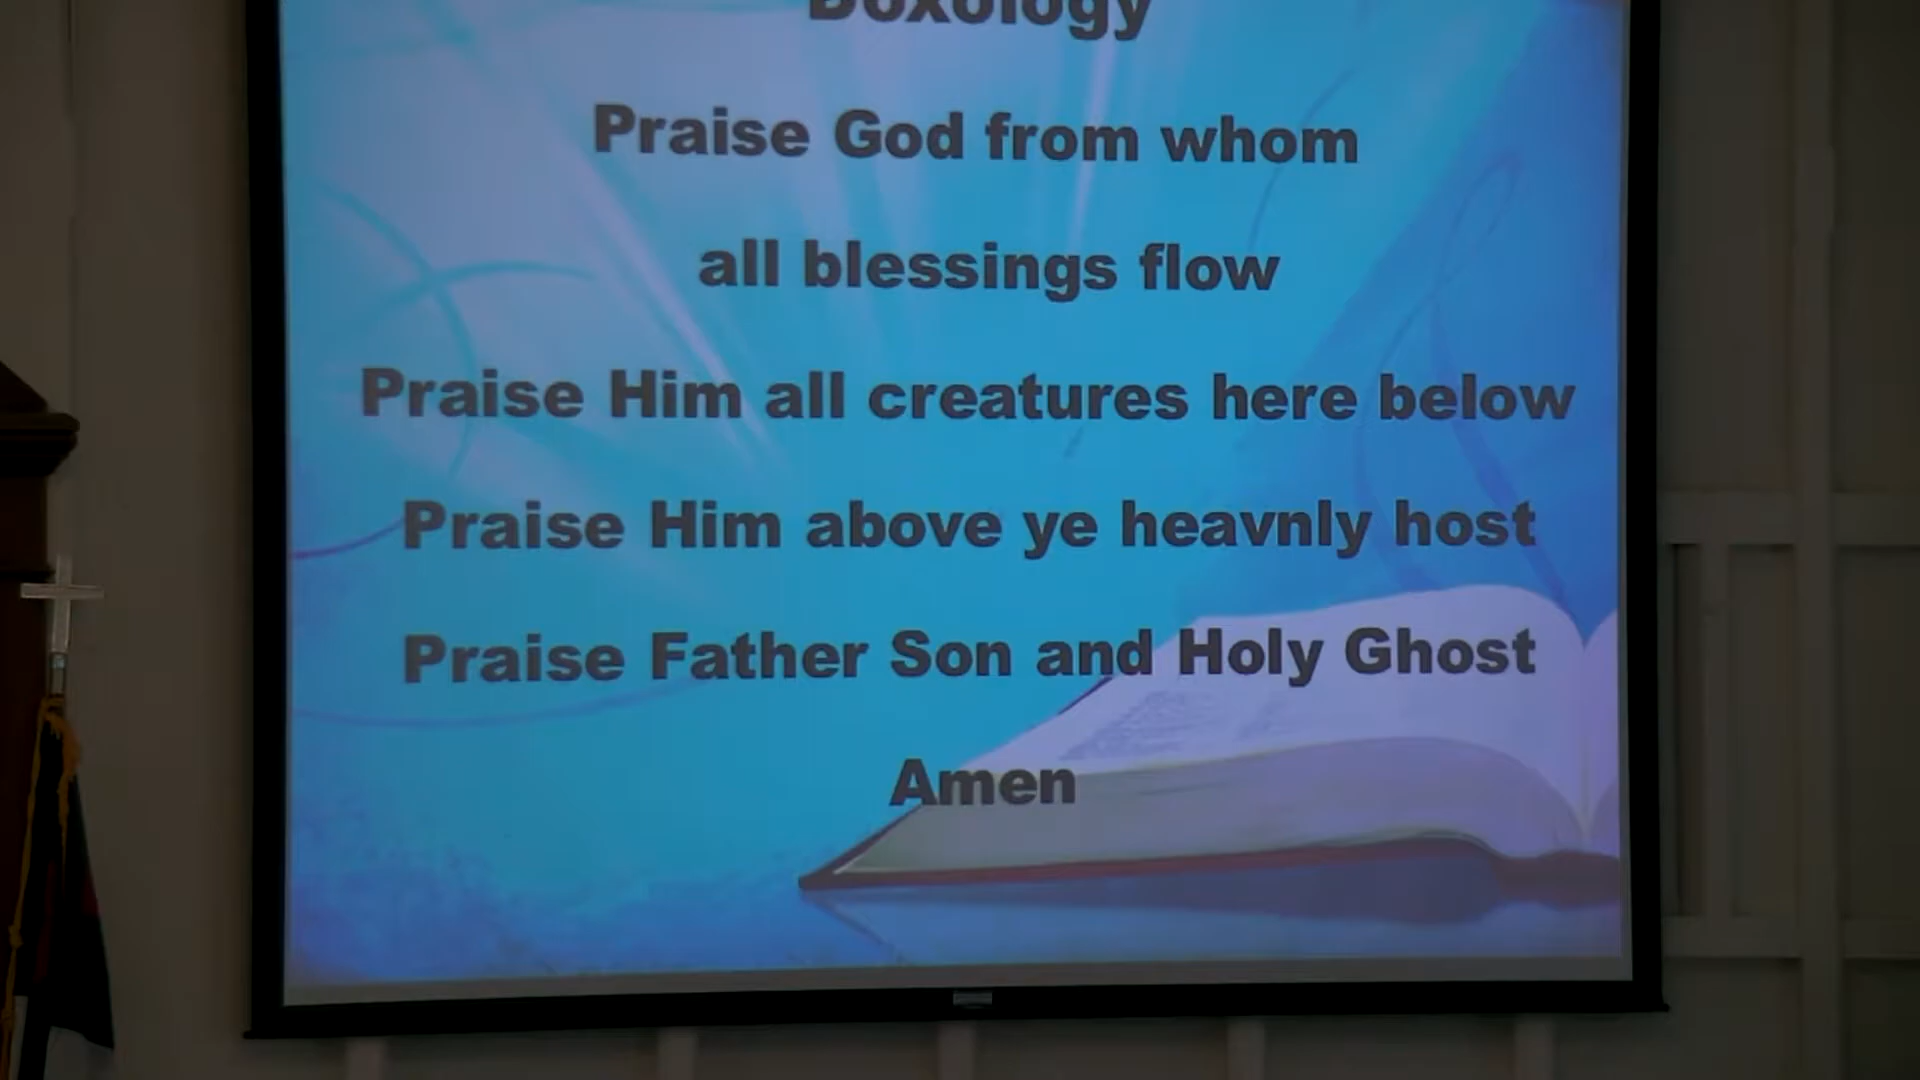 Doxology
Praise God from whom
all blessings flow
Praise Him all creatures here below
Praise Him above ye heavnly host
Praise Father Son and Holy Ghost
Amen